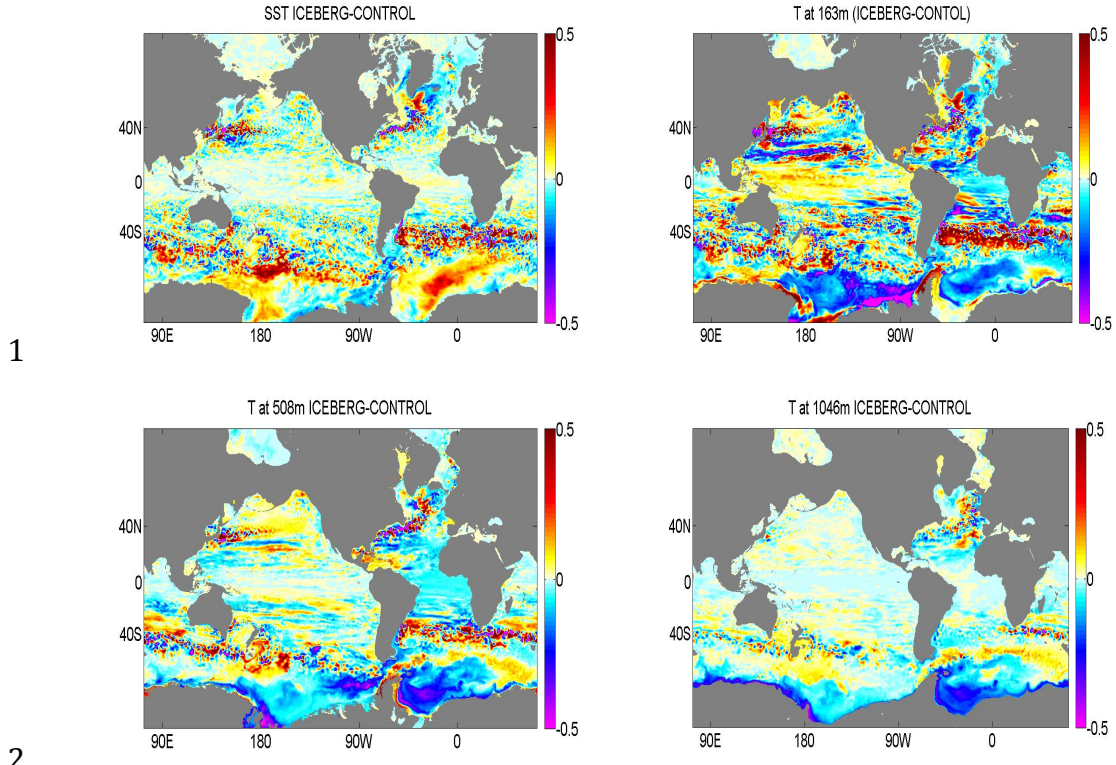 SST ICEBERG-CONTROL
0.5
0
-0.5
40N
0
40S
90E
180
90W
0
T at 163m (ICEBERG-CONTOL)
0.5
0
-0.5
40N
0
40S
90E
180
90W
0
1
T at 508m ICEBERG-CONTROL
0.5
0
-0.5
40N
0
40S
90E
180
90W
0
T at 1046m ICEBERG-CONTROL
0.5
0
-0.5
40N
0
40S
90E
180
90W
0
2